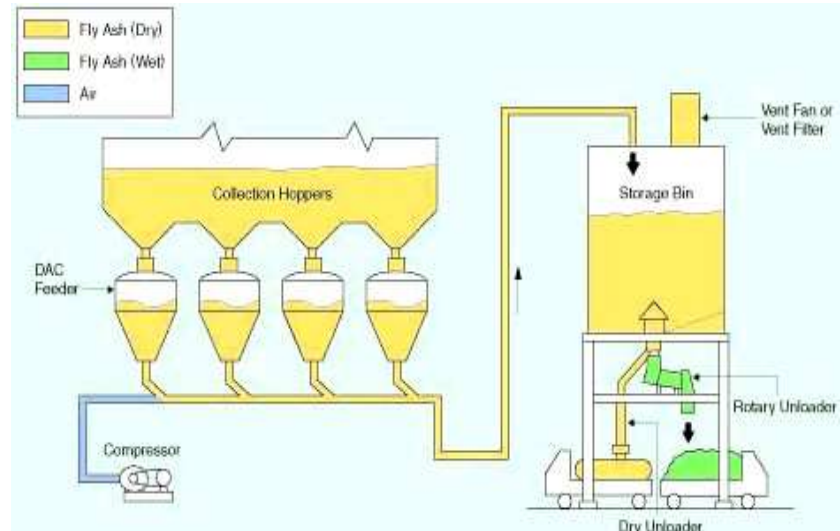 Fly Ash (Dry)
Fly Ash (Wet)
Air
Vent Fan or
Vent Filter
Collection Hoppers
Storage Bin
DAC
Feeder
Rotary Unloader
Compressor
Dry Unloader